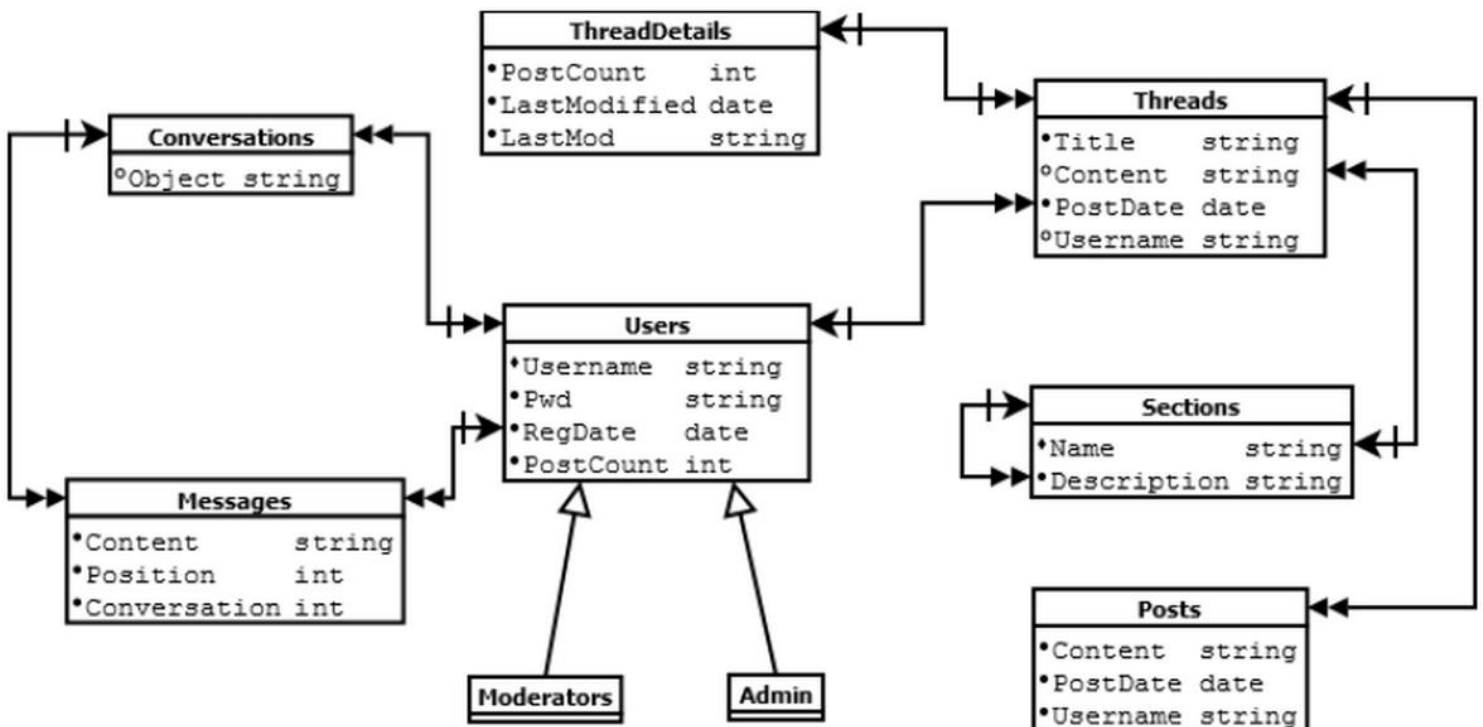 ThreadDetails
•PostCount int
•LastModified date
•LastMod string
Threads
•Title string
°Content string
•PostDate date
°Username string
Conversations
°Object string
Users
♦Username string
•Pwd string
•RegDate date
•PostCount int
Sections
♦Name string
•Description string
Messages
•Content string
•Position int
•Conversation int
Posts
•Content string
•PostDate date
•Username string
Moderators
Admin